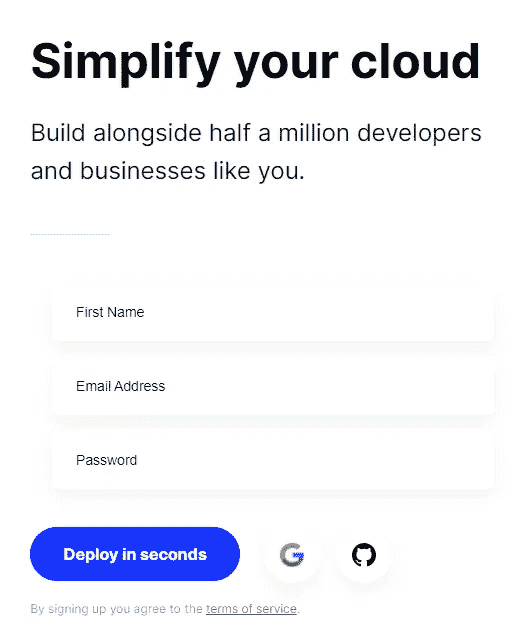 Simplify your cloud
Build alongside half a million developers
and businesses like you.
First Name
Email Address
Password
Deploy in seconds
By signing up you agree to the terms of service.